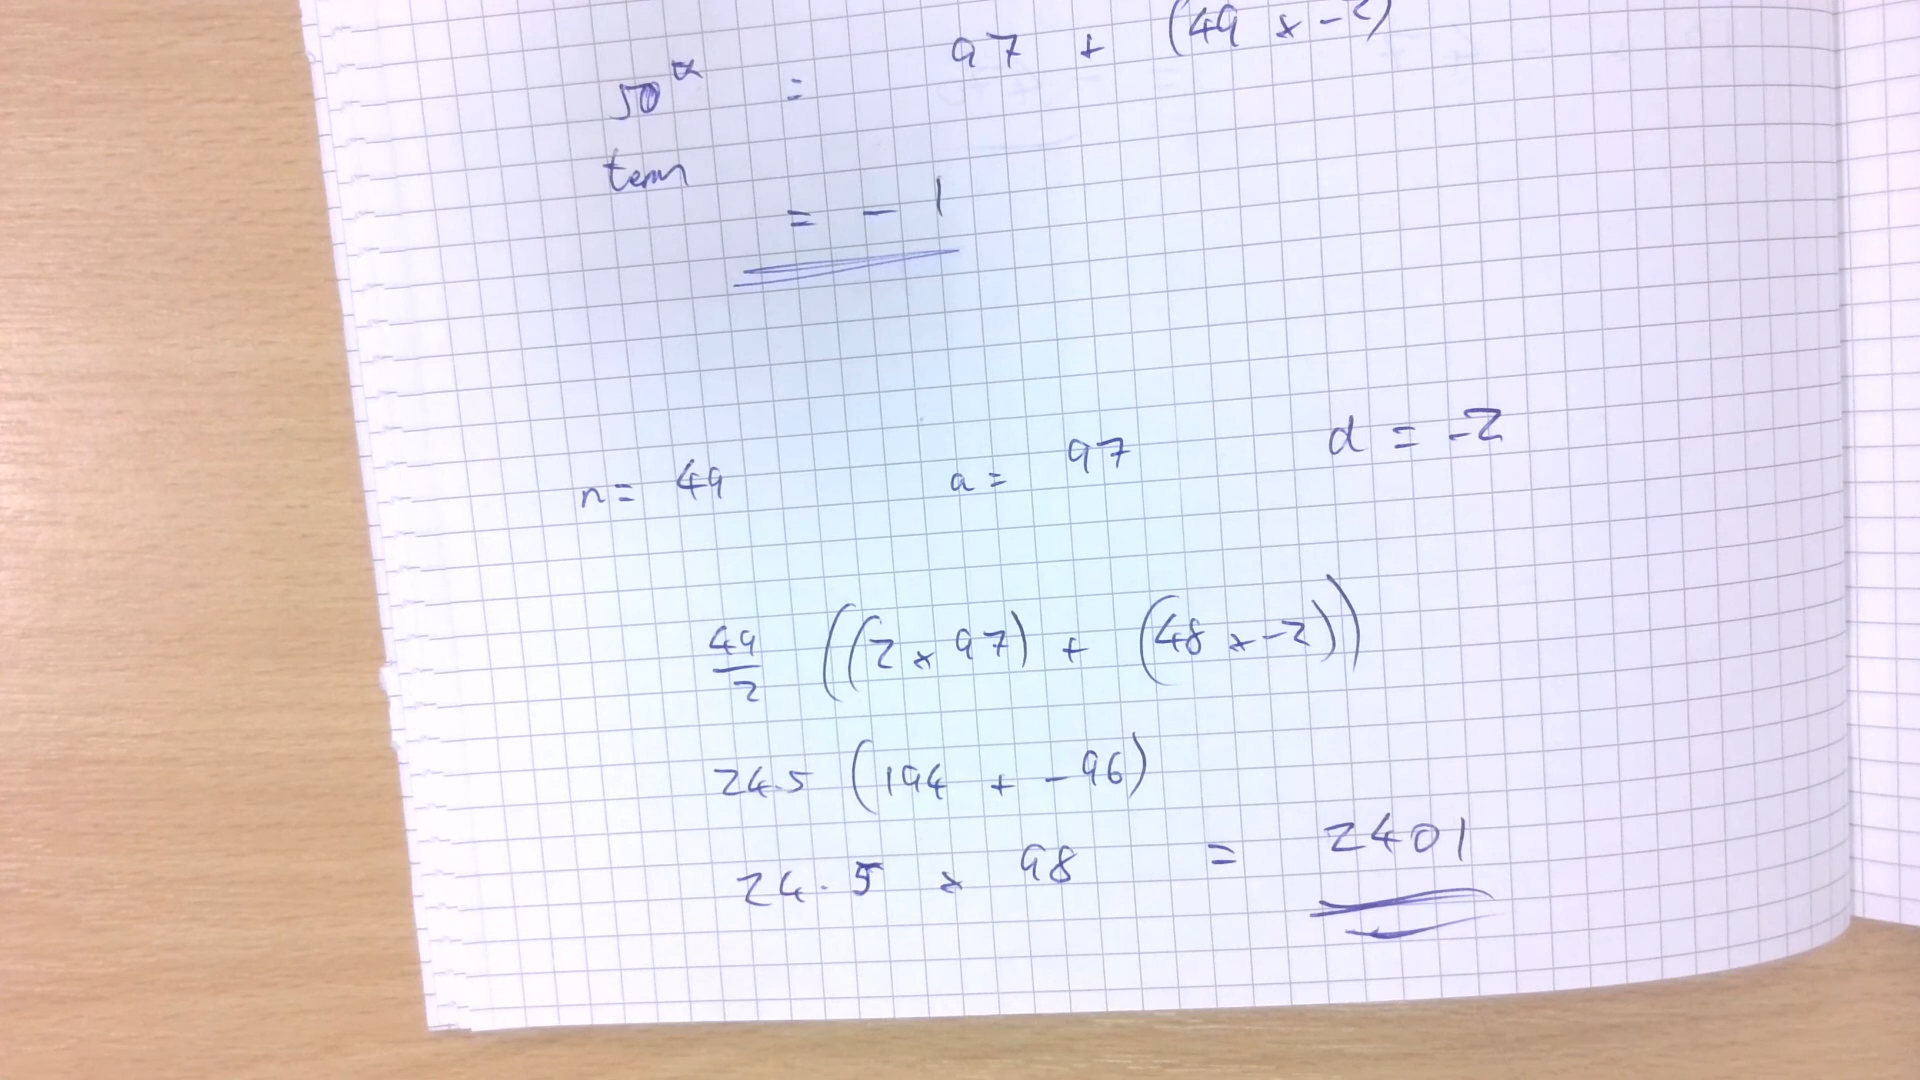 50th = 97 + (49 × -2)
term
= - 1
n = 49 a = 97 d = -2
49/2 ((2 × 97) + (48 × -2))
24.5 (194 + -96)
24.5 × 98 = 2401